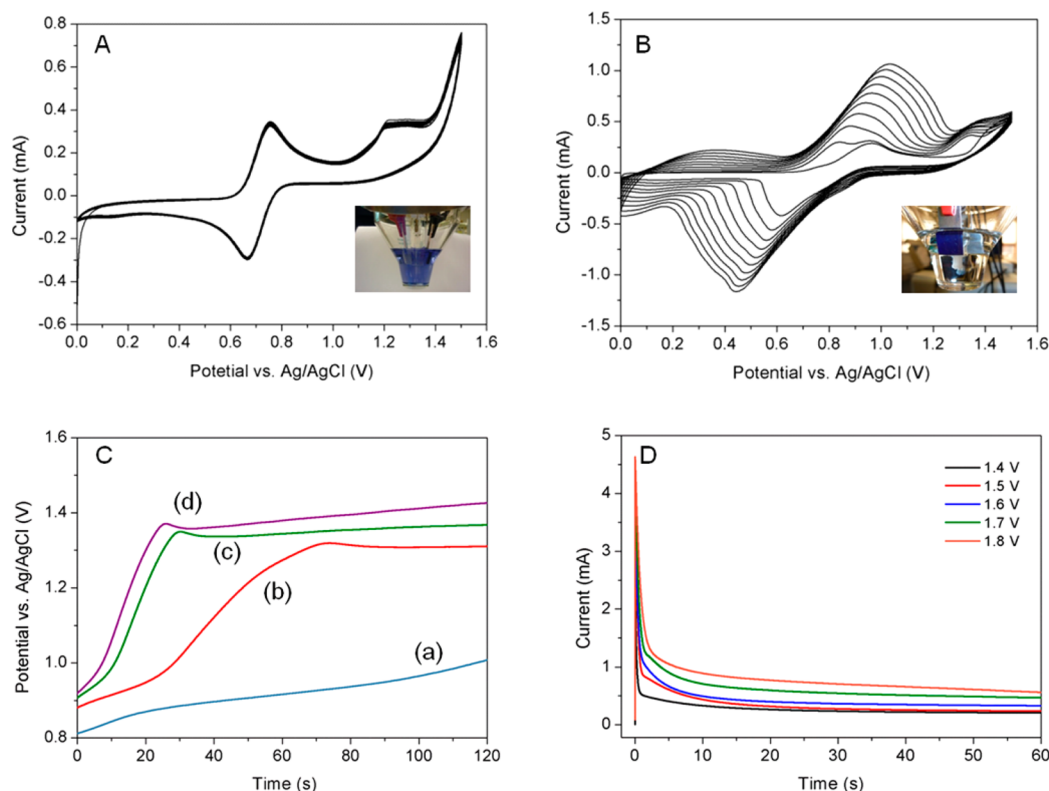 A
0.8
0.6
0.4
0.2
0.0
-0.2
-0.4
-0.6
Current (mA)
0.0 0.2 0.4 0.6 0.8 1.0 1.2 1.4 1.6
Potetial vs. Ag/AgCl (V)
B
1.5
1.0
0.5
0.0
-0.5
-1.0
-1.5
Current (mA)
0.0 0.2 0.4 0.6 0.8 1.0 1.2 1.4 1.6
Potential vs. Ag/AgCl (V)
C
1.6
1.4
1.2
1.0
0.8
Potential vs. Ag/AgCl (V)
(d)
(c)
(b)
(a)
0 20 40 60 80 100 120
Time (s)
D
5
4
3
2
1
0
Current (mA)
1.4 V
1.5 V
1.6 V
1.7 V
1.8 V
0 10 20 30 40 50 60
Time (s)